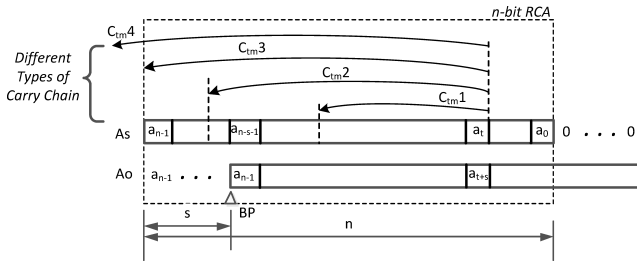 n-bit RCA
Ctm4
Ctm3
Different
Types of
Carry Chain
Ctm2
Ctm1
As an-1 an-s-1 at a0 0 . . . 0
Ao an-1 . . . an-1 at+s
BP
s
n